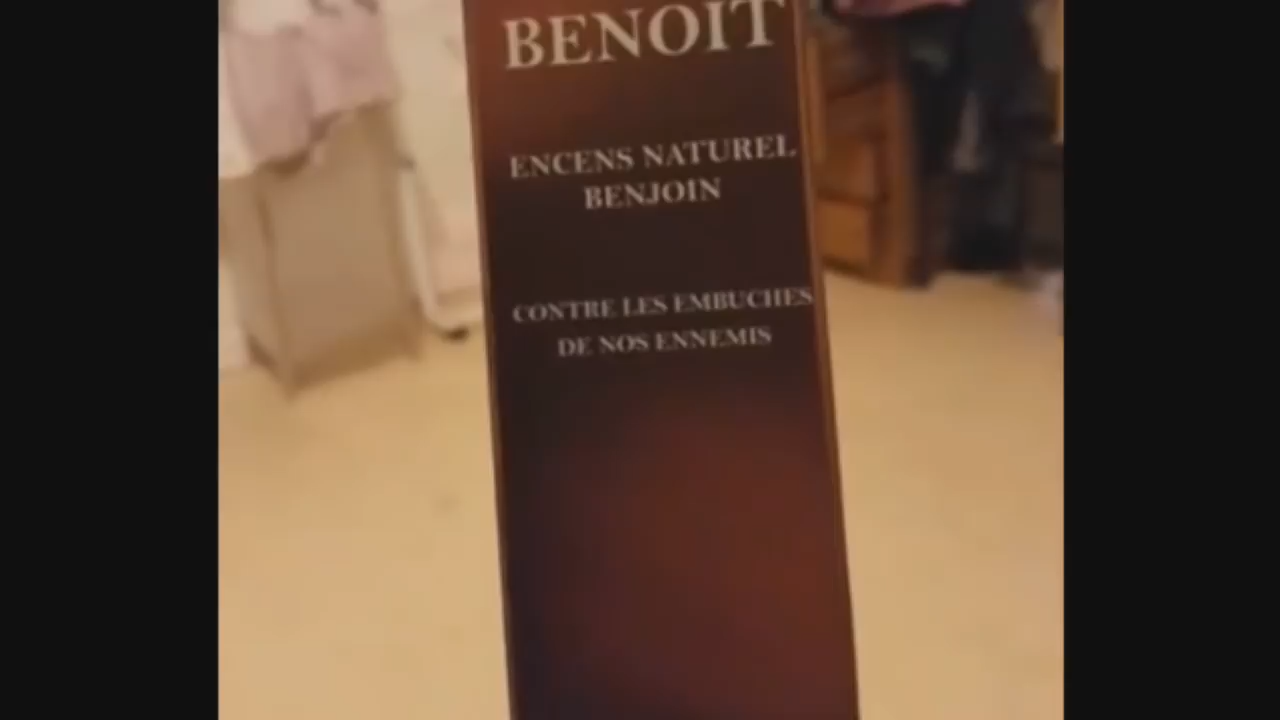 BENOIT
ENCENS NATUREL
BENJOIN
CONTRE LES EMBUCHES
DE NOS ENNEMIS